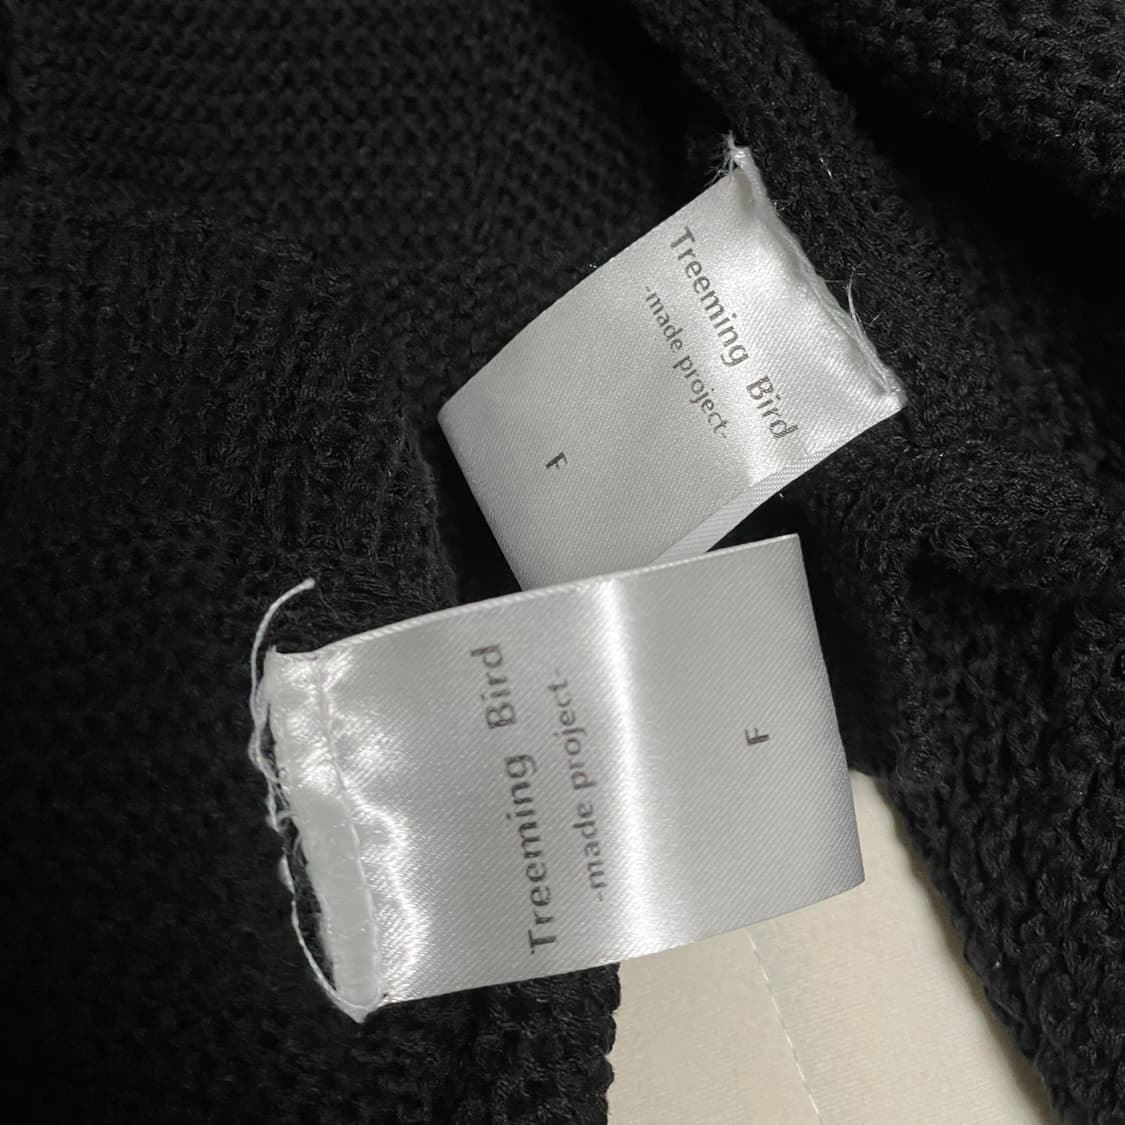 Treeming Bird
-made project-
F
Treeming Bird
-made project-
F